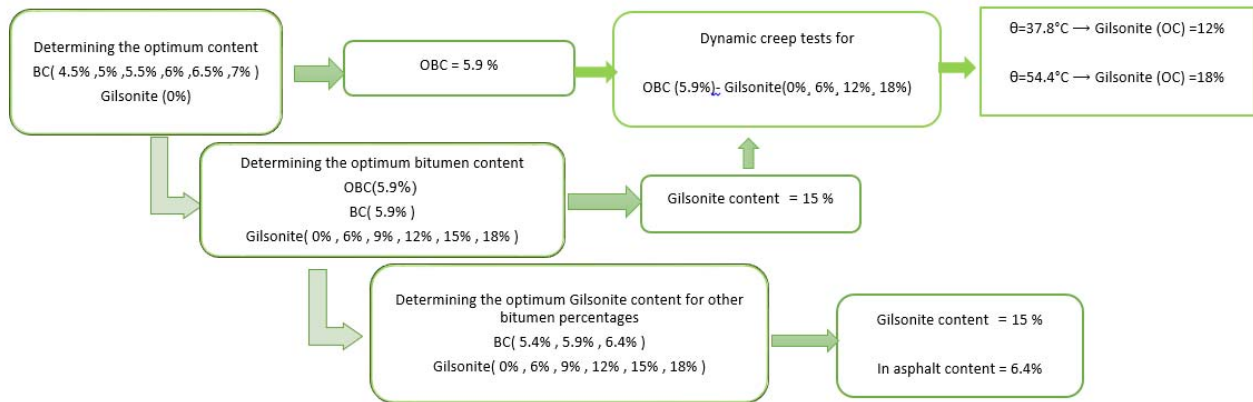 Determining the optimum content
BC( 4.5% ,5% ,5.5% ,6% ,6.5% ,7% )
Gilsonite (0%)
OBC = 5.9 %
Dynamic creep tests for
OBC (5.9%)- Gilsonite(0%, 6%, 12%, 18%)
θ=37.8°C → Gilsonite (OC) =12%
θ=54.4°C → Gilsonite (OC) =18%
Determining the optimum bitumen content
OBC(5.9%)
BC( 5.9% )
Gilsonite( 0% , 6% , 9% , 12% , 15% , 18% )
Gilsonite content = 15 %
Determining the optimum Gilsonite content for other
bitumen percentages
BC( 5.4% , 5.9% , 6.4% )
Gilsonite( 0% , 6% , 9% , 12% , 15% , 18% )
Gilsonite content = 15 %
In asphalt content = 6.4%